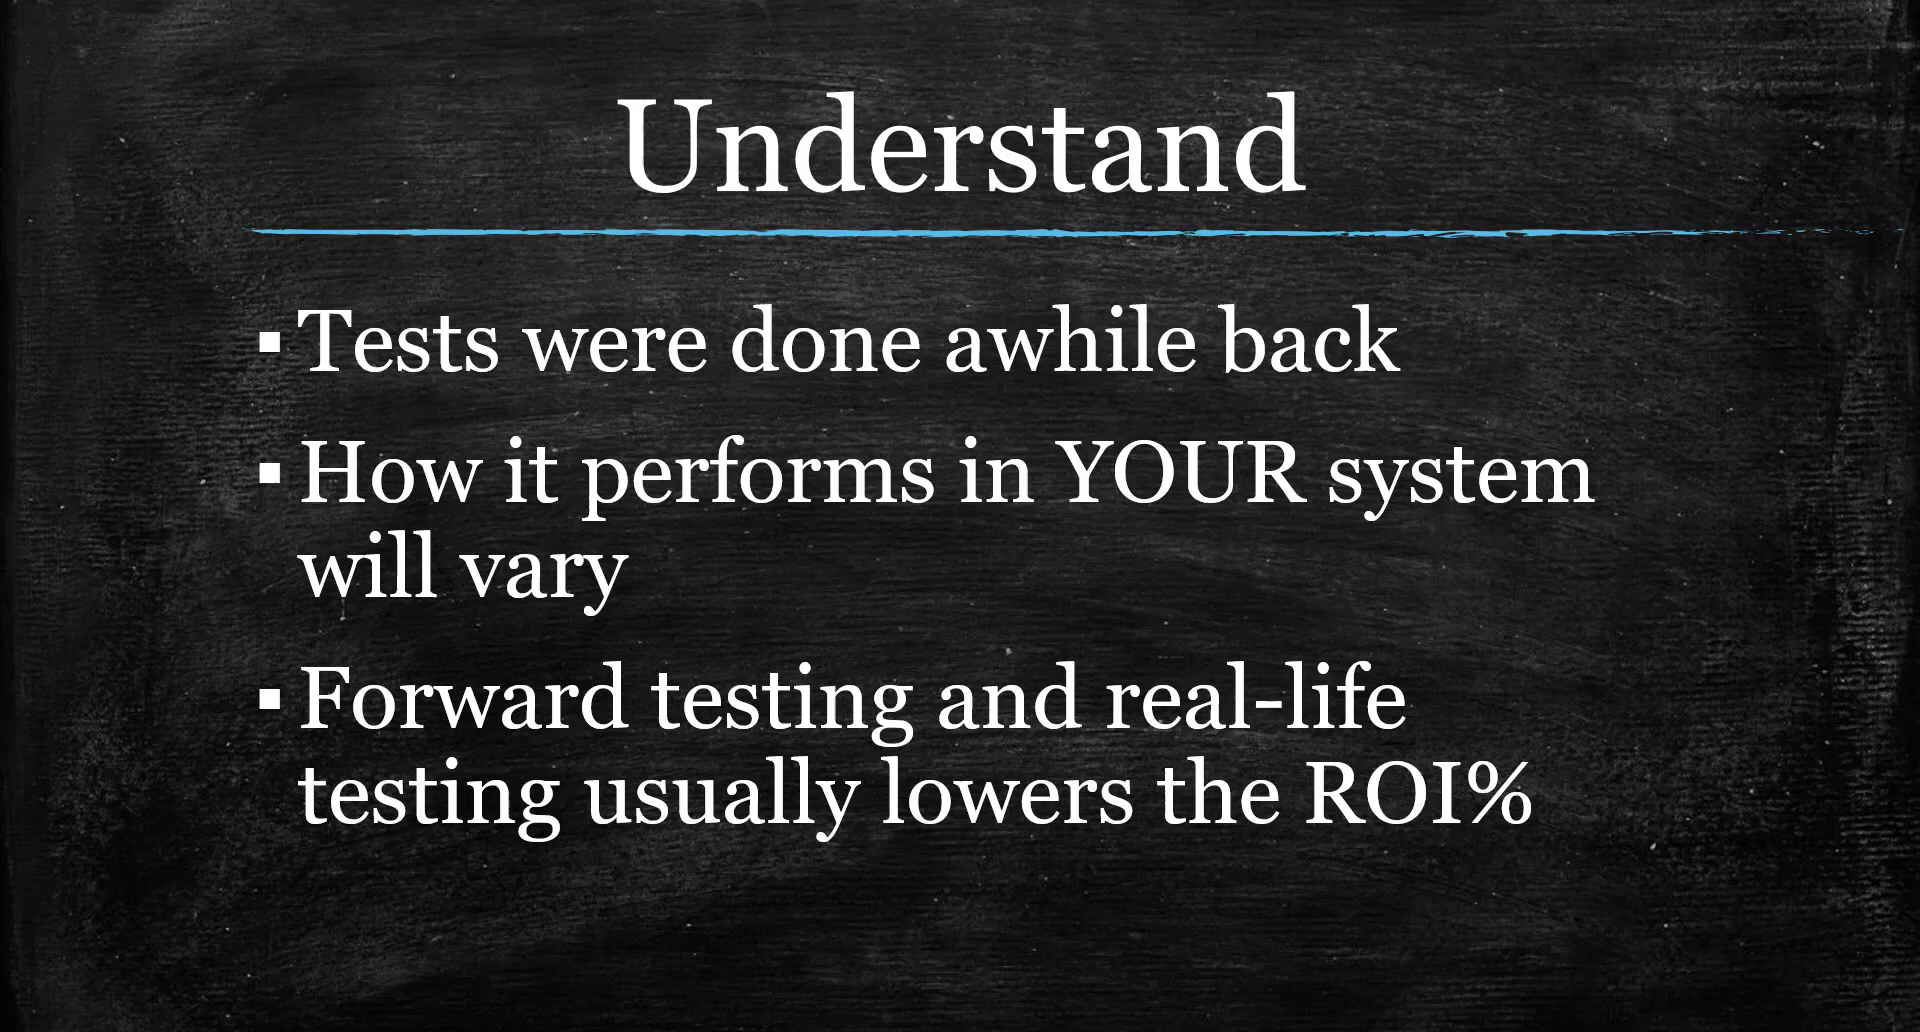 Understand
▪ Tests were done awhile back
▪ How it performs in YOUR system
will vary
▪ Forward testing and real-life
testing usually lowers the ROI%